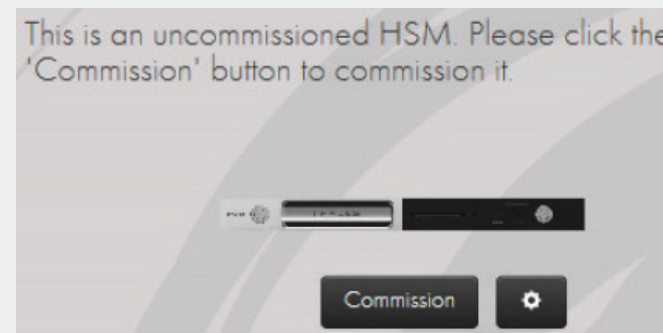 This is an uncommissioned HSM. Please click the
'Commission' button to commission it.
Commission